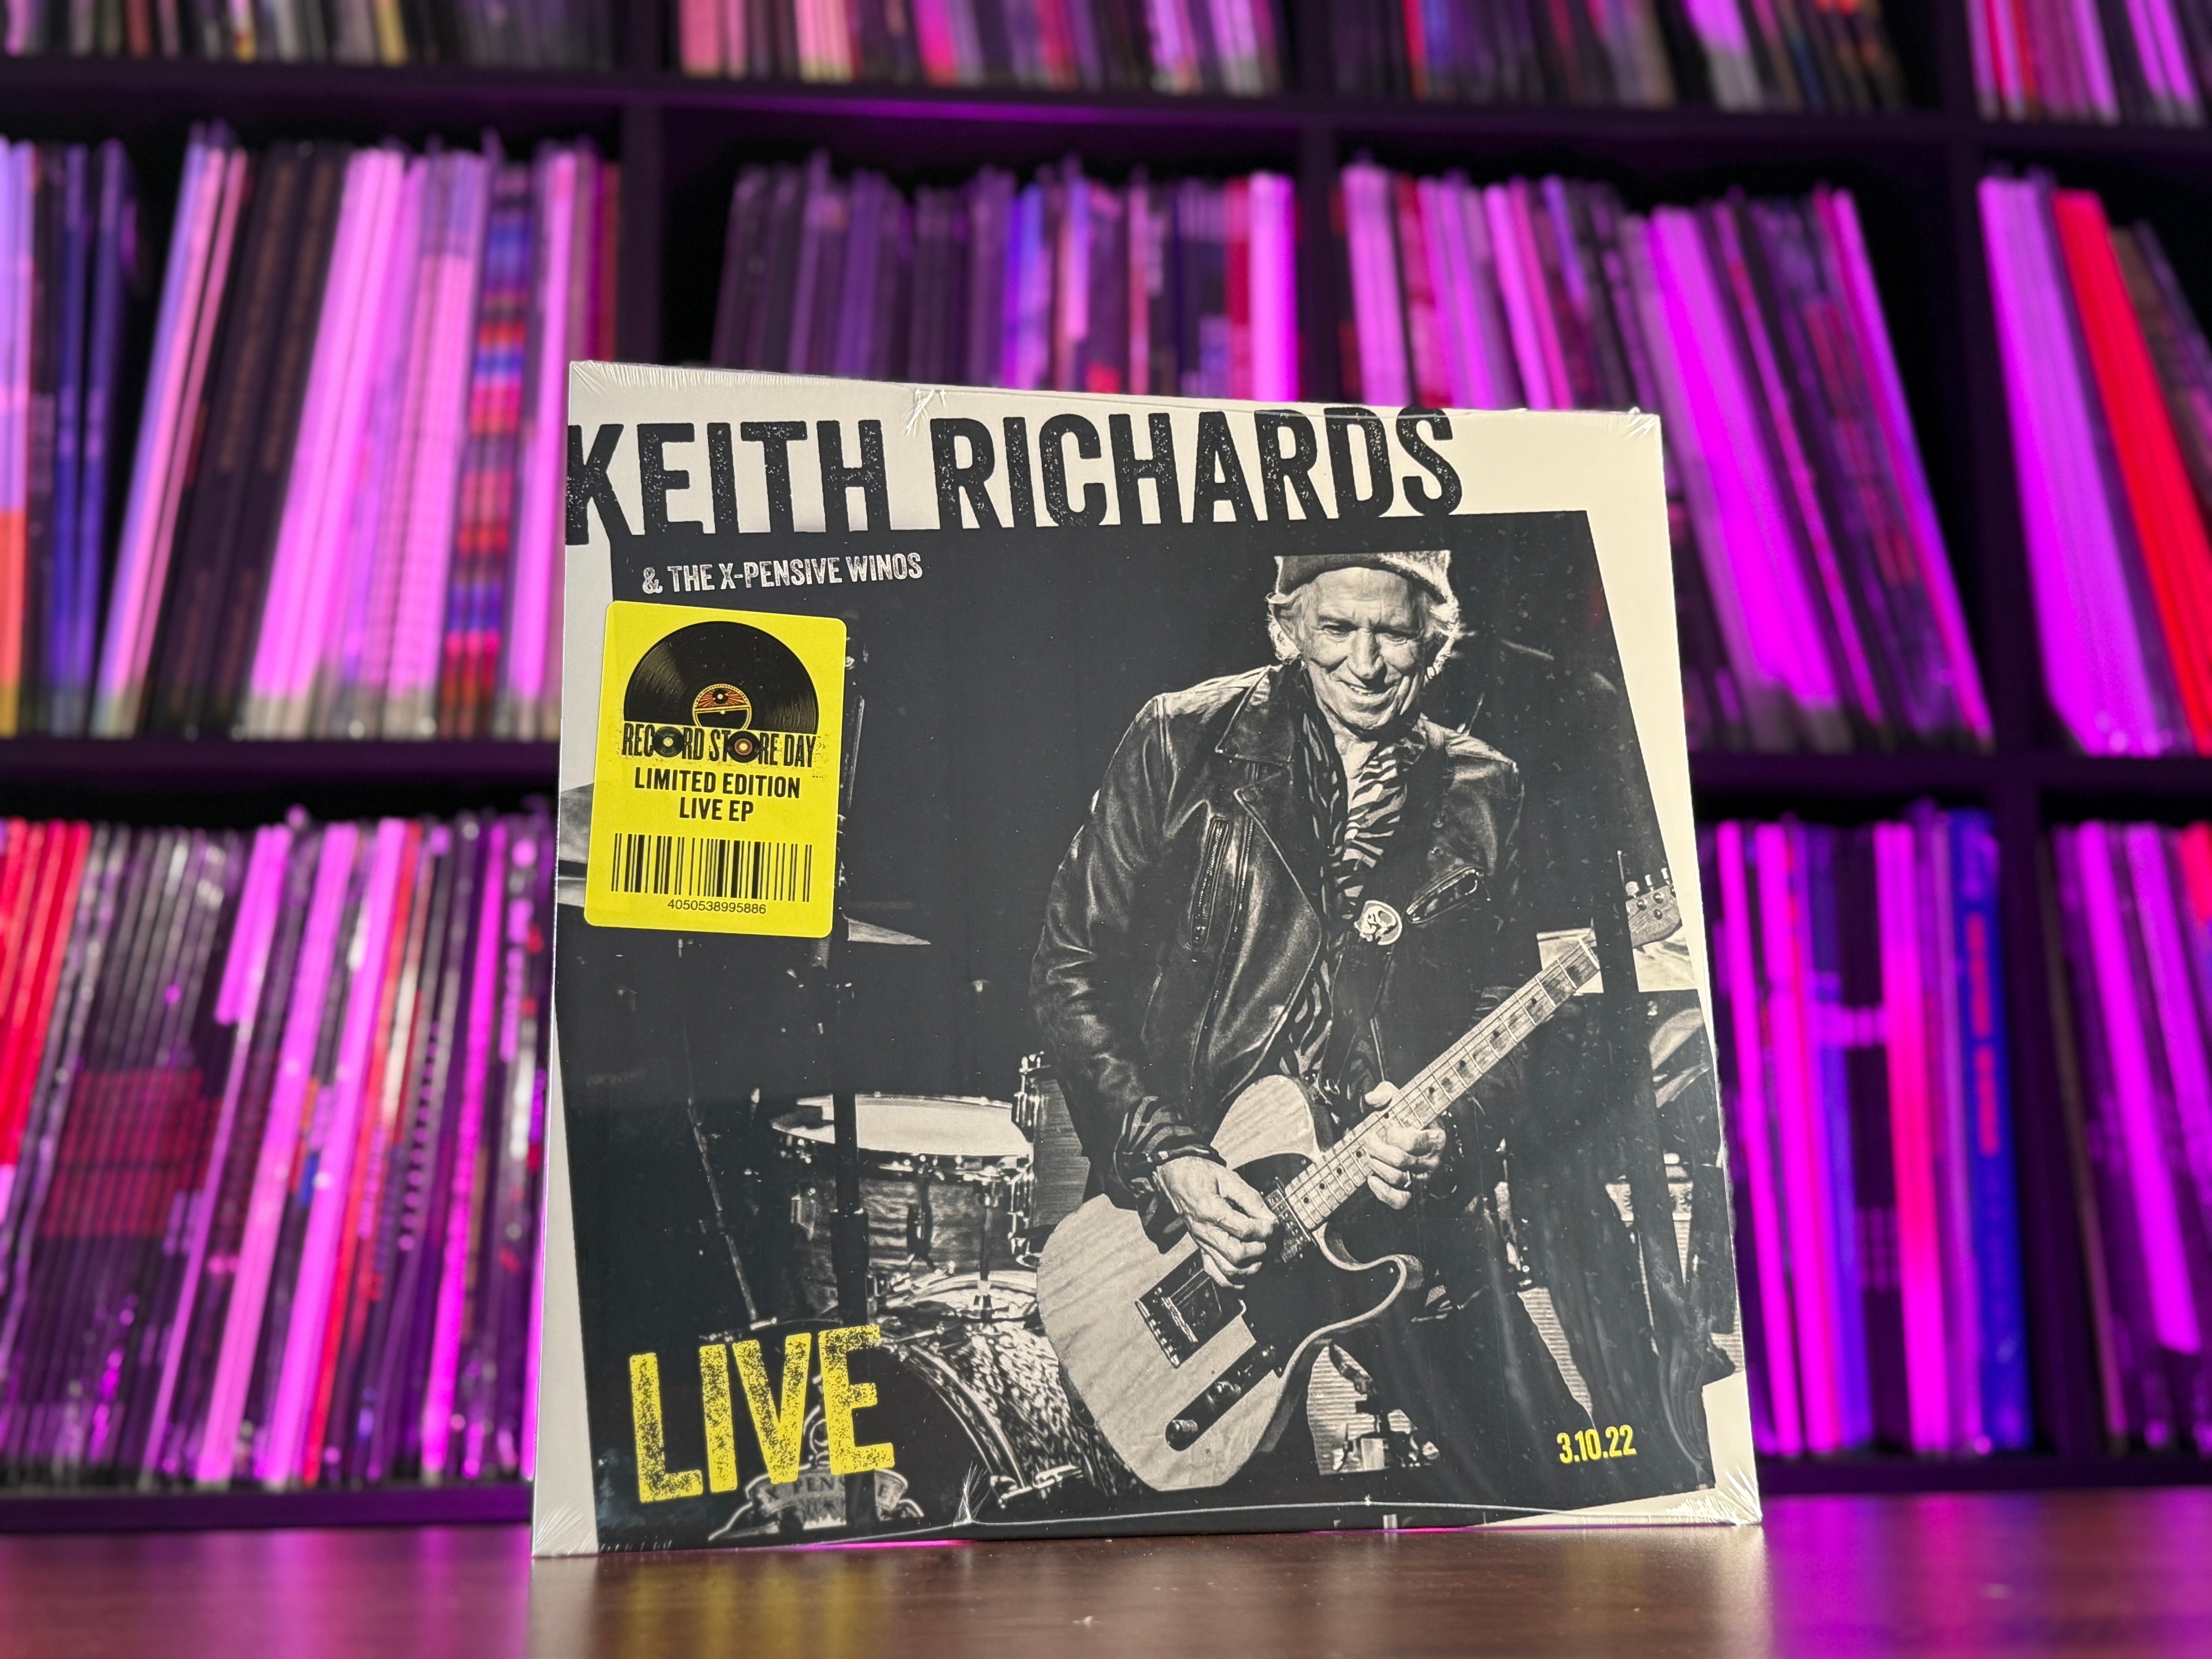 KEITH RICHARDS
& THE X-PENSIVE WINOS
RECORD STORE DAY
LIMITED EDITION
LIVE EP
4050538995886
LIVE
3.10.22